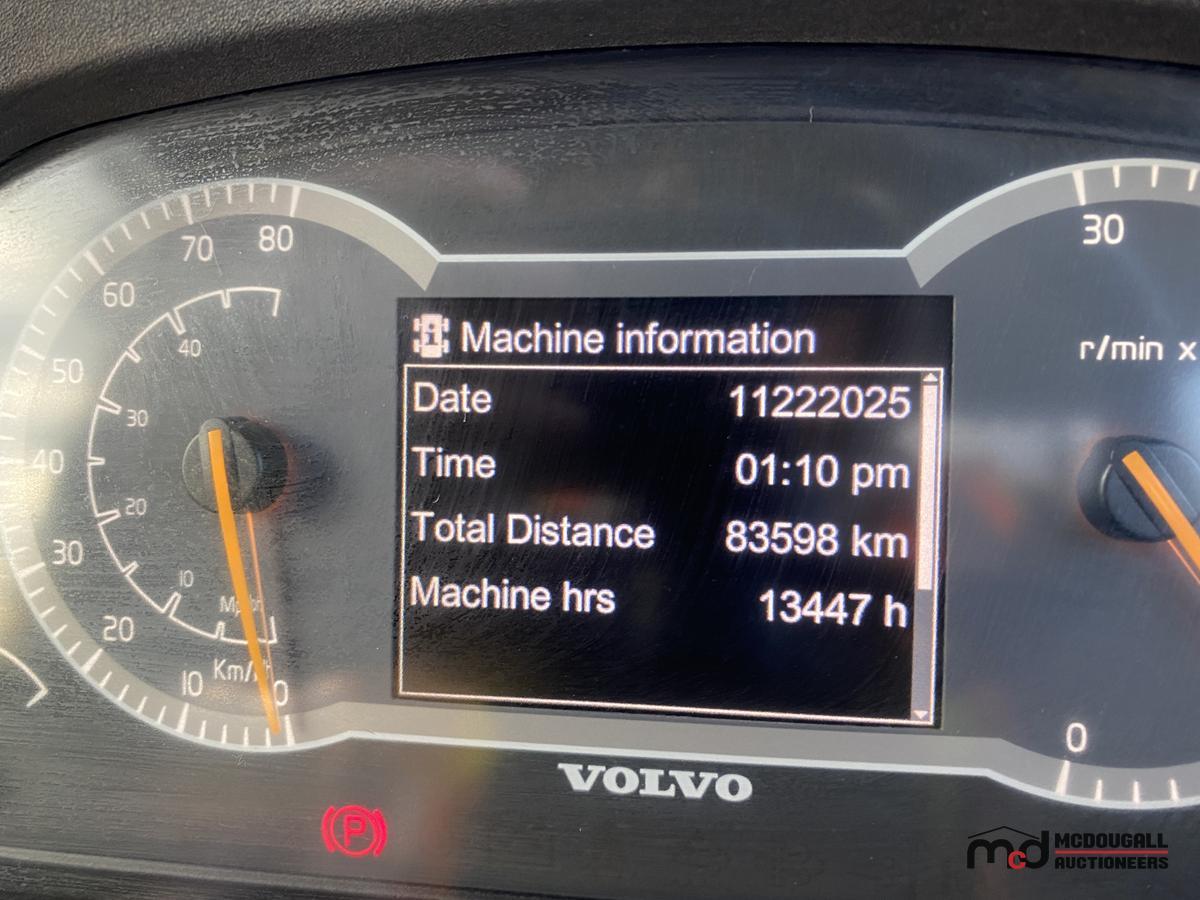 70 80
60
50
40
30
20
10
0
40
30
20
10
Km/h
30
r/min x
0
Machine information
Date 11222025
Time 01:10 pm
Total Distance 83598 km
Machine hrs 13447 h
VOLVO
P
mcd MCDOUGALL
AUCTIONEERS